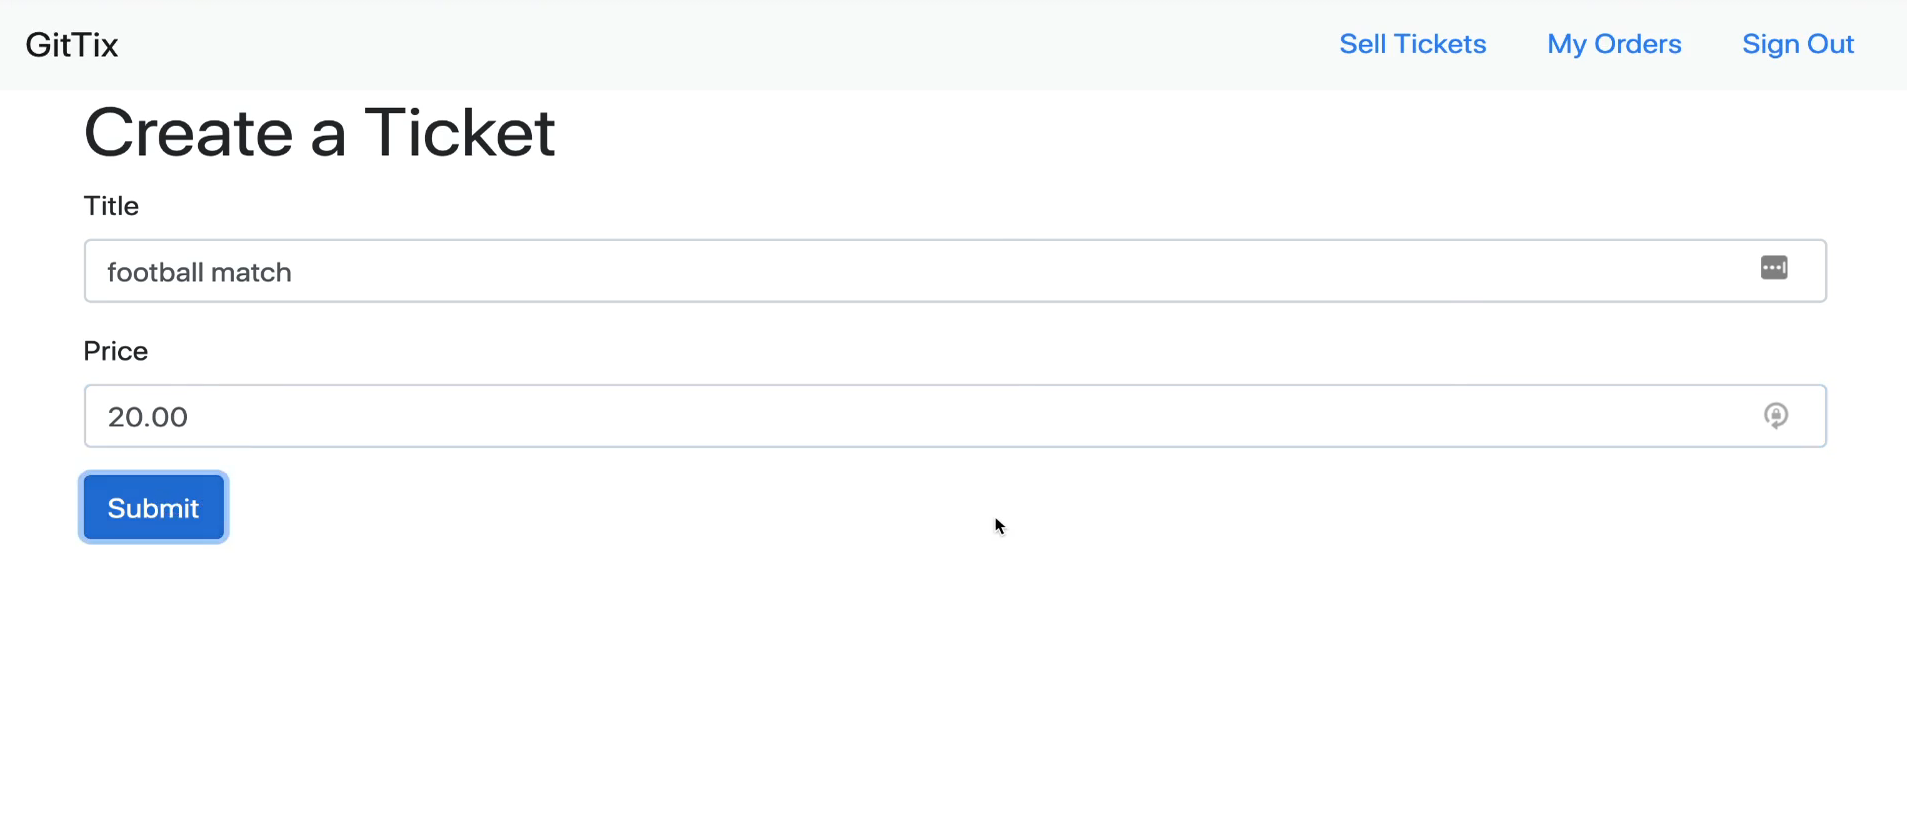 GitTix Sell Tickets My Orders Sign Out
Create a Ticket
Title
football match
Price
20.00
Submit